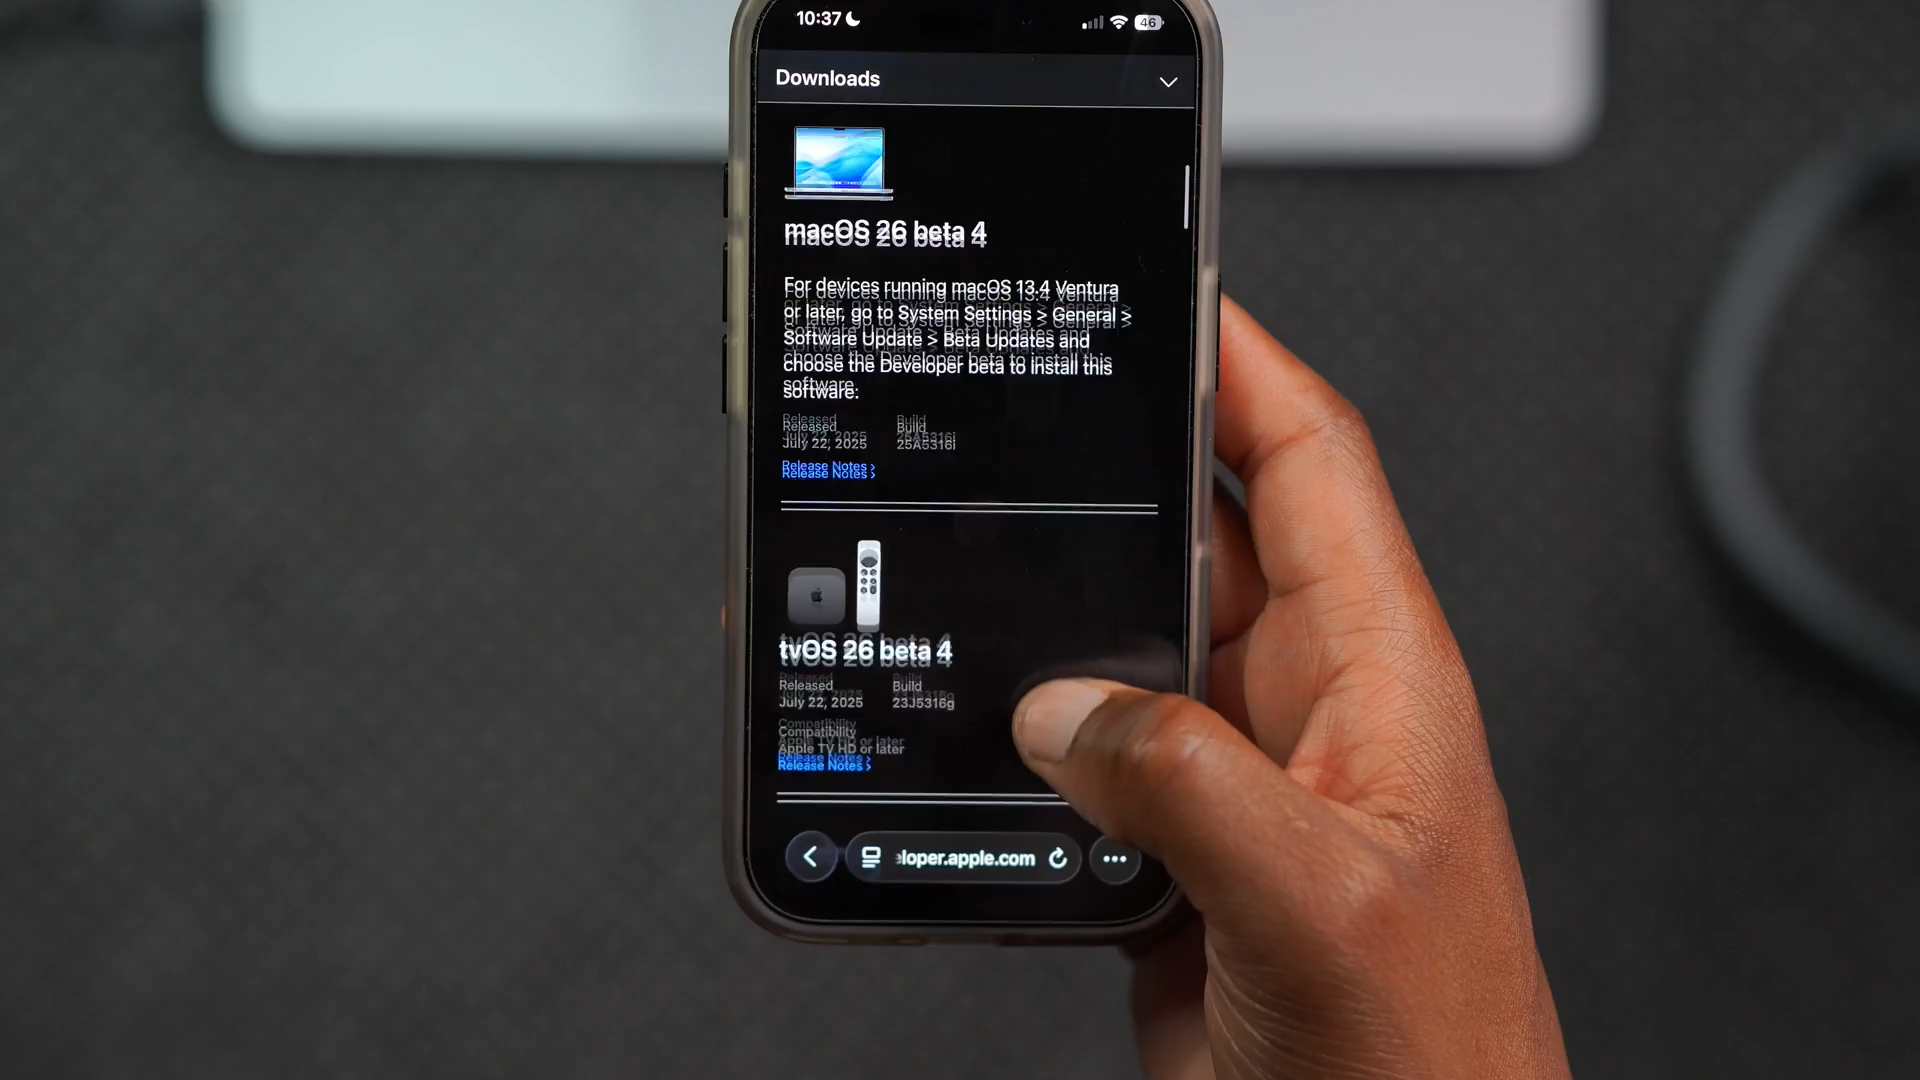 10:37
46
Downloads
macOS 26 beta 4
For devices running macOS 13.4 Ventura
or later, go to System Settings > General >
Software Update > Beta Updates and
choose the Developer beta to install this
software:
Released Build
July 22, 2025 25A5316i
Release Notes >
tvOS 26 beta 4
Released Build
July 22, 2025 23J5316g
Compatibility
Apple TV HD or later
Release Notes >
eloper.apple.com